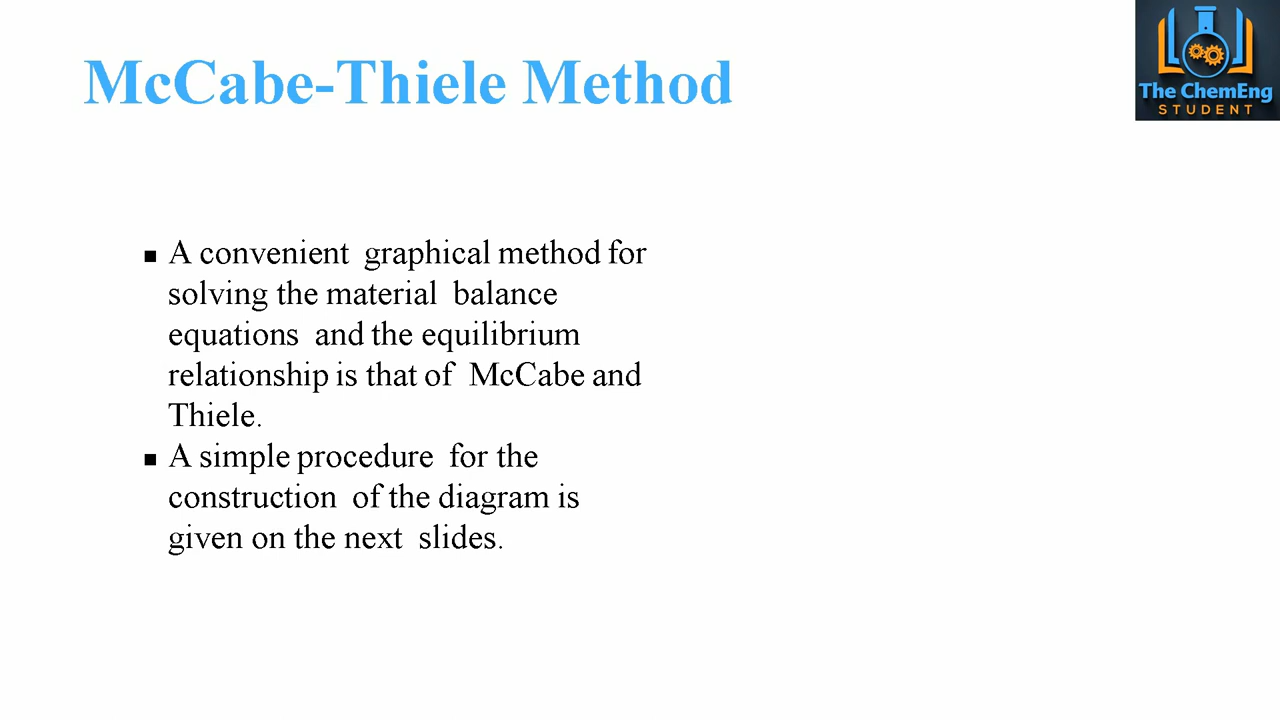 McCabe-Thiele Method
The ChemEng
STUDENT
▪ A convenient graphical method for
solving the material balance
equations and the equilibrium
relationship is that of McCabe and
Thiele.
▪ A simple procedure for the
construction of the diagram is
given on the next slides.